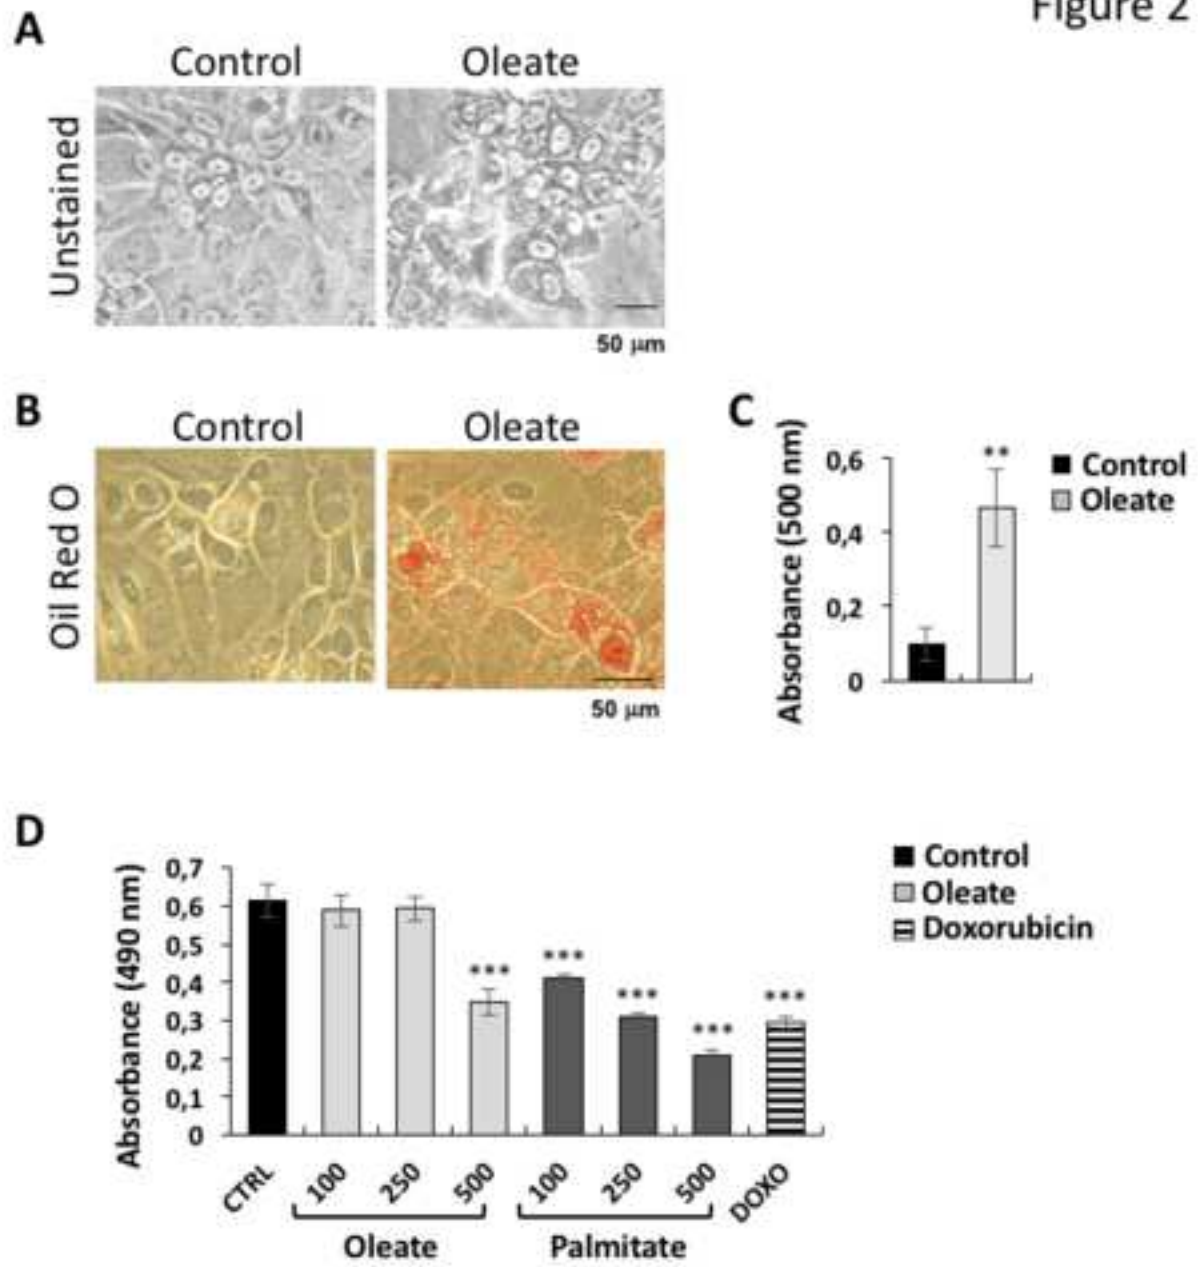 Figure 2
A
Control Oleate
Unstained
50 µm
B
Control Oleate
Oil Red O
50 µm
C
Absorbance (500 nm)
0,6
0,4
0,2
0
**
Control
Oleate
D
Absorbance (490 nm)
0,7
0,6
0,5
0,4
0,3
0,2
0,1
0
*** *** *** *** ***
Control
Oleate
Doxorubicin
CTRL 100 250 500 100 250 500 DOXO
Oleate Palmitate